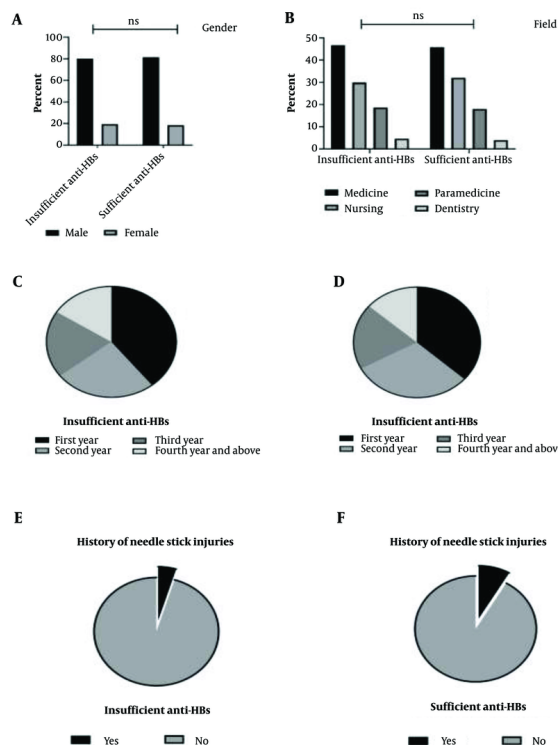 A
ns
Gender
100
80
60
40
20
0
Percent
Insufficient anti-HBs
Sufficient anti-HBs
Male Female
B
ns
Field
50
40
30
20
10
0
Percent
Insufficient anti-HBs Sufficient anti-HBs
Medicine Paramedicine
Nursing Dentistry
C
Insufficient anti-HBs
First year Third year
Second year Fourth year and above
D
Insufficient anti-HBs
First year Third year
Second year Fourth year and abov
E
History of needle stick injuries
Insufficient anti-HBs
Yes No
F
History of needle stick injuries
Sufficient anti-HBs
Yes No